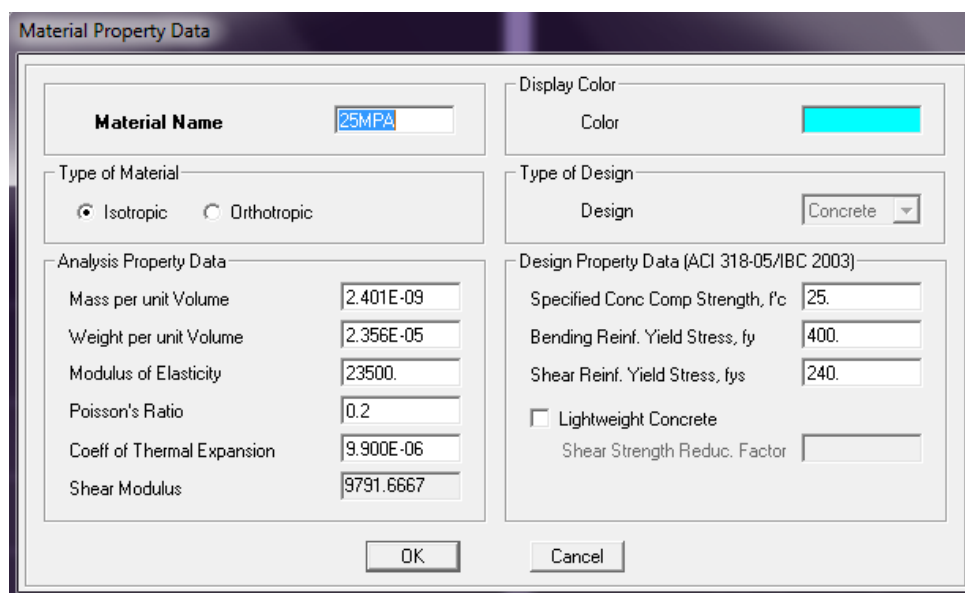 Material Property Data
Material Name 25MPA
Display Color
Color
Type of Material
Isotropic Orthotropic
Type of Design
Design Concrete
Analysis Property Data
Mass per unit Volume 2.401E-09
Weight per unit Volume 2.356E-05
Modulus of Elasticity 23500.
Poisson's Ratio 0.2
Coeff of Thermal Expansion 9.900E-06
Shear Modulus 9791.6667
Design Property Data (ACI 318-05/IBC 2003)
Specified Conc Comp Strength, f'c 25.
Bending Reinf. Yield Stress, fy 400.
Shear Reinf. Yield Stress, fys 240.
Lightweight Concrete
Shear Strength Reduc. Factor
OK Cancel